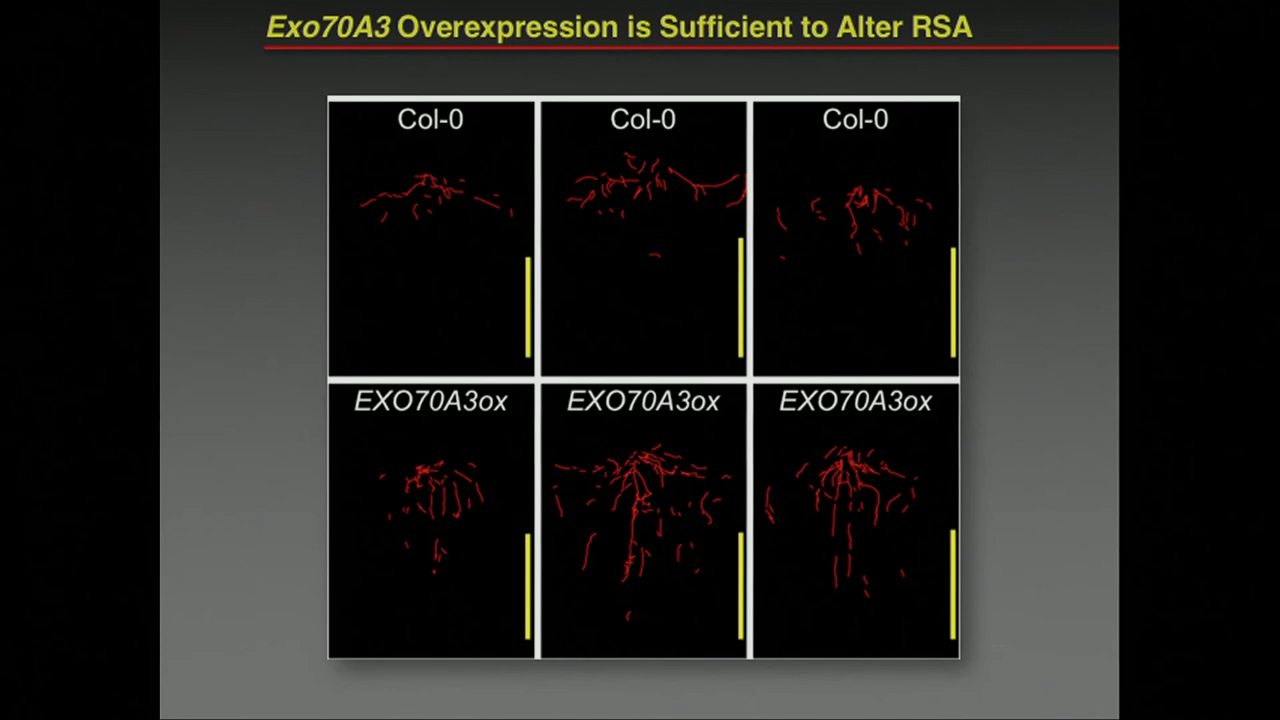 Exo70A3 Overexpression is Sufficient to Alter RSA
Col-0
Col-0
Col-0
EXO70A3ox
EXO70A3ox
EXO70A3ox